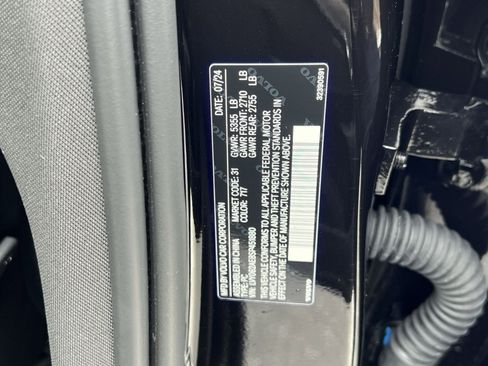 MFD BY VOLVO CAR CORPORATION DATE: 07/24
ASSEMBLED IN CHINA MARKET CODE: 31 GVWR: 5355 LB
TYPE: PC COLOR: 717 GAWR FRONT: 2710 LB
GAWR REAR: 2755 LB
THIS VEHICLE CONFORMS TO ALL APPLICABLE FEDERAL MOTOR
VEHICLE SAFETY, BUMPER AND THEFT PREVENTION STANDARDS IN
EFFECT ON THE DATE OF MANUFACTURE SHOWN ABOVE.
VOLVO 32390591